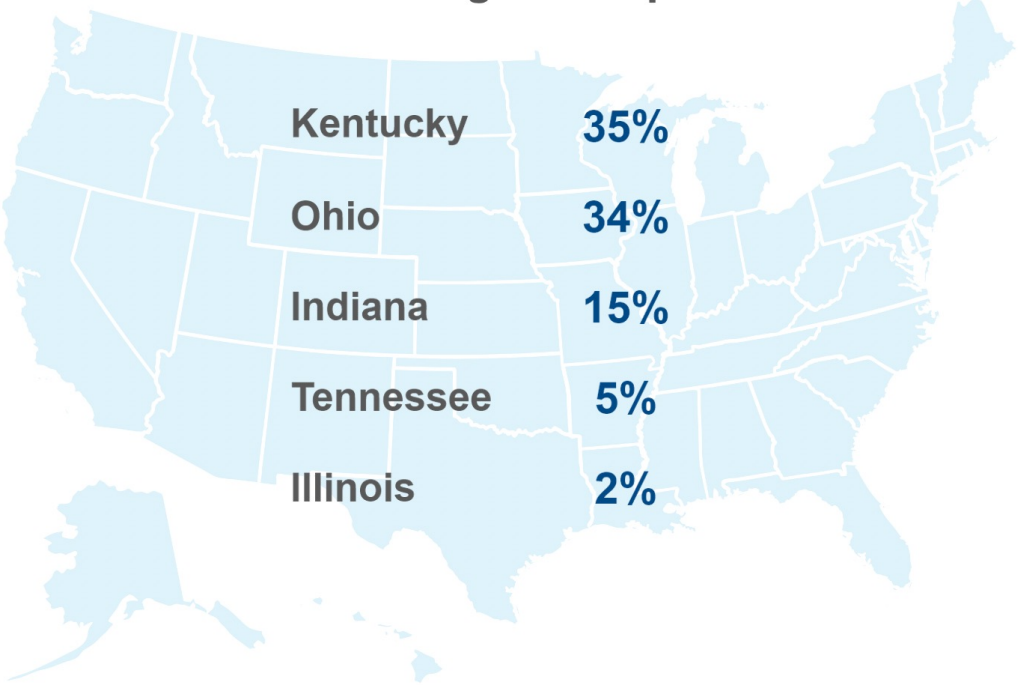 Kentucky 35%
Ohio 34%
Indiana 15%
Tennessee 5%
Illinois 2%